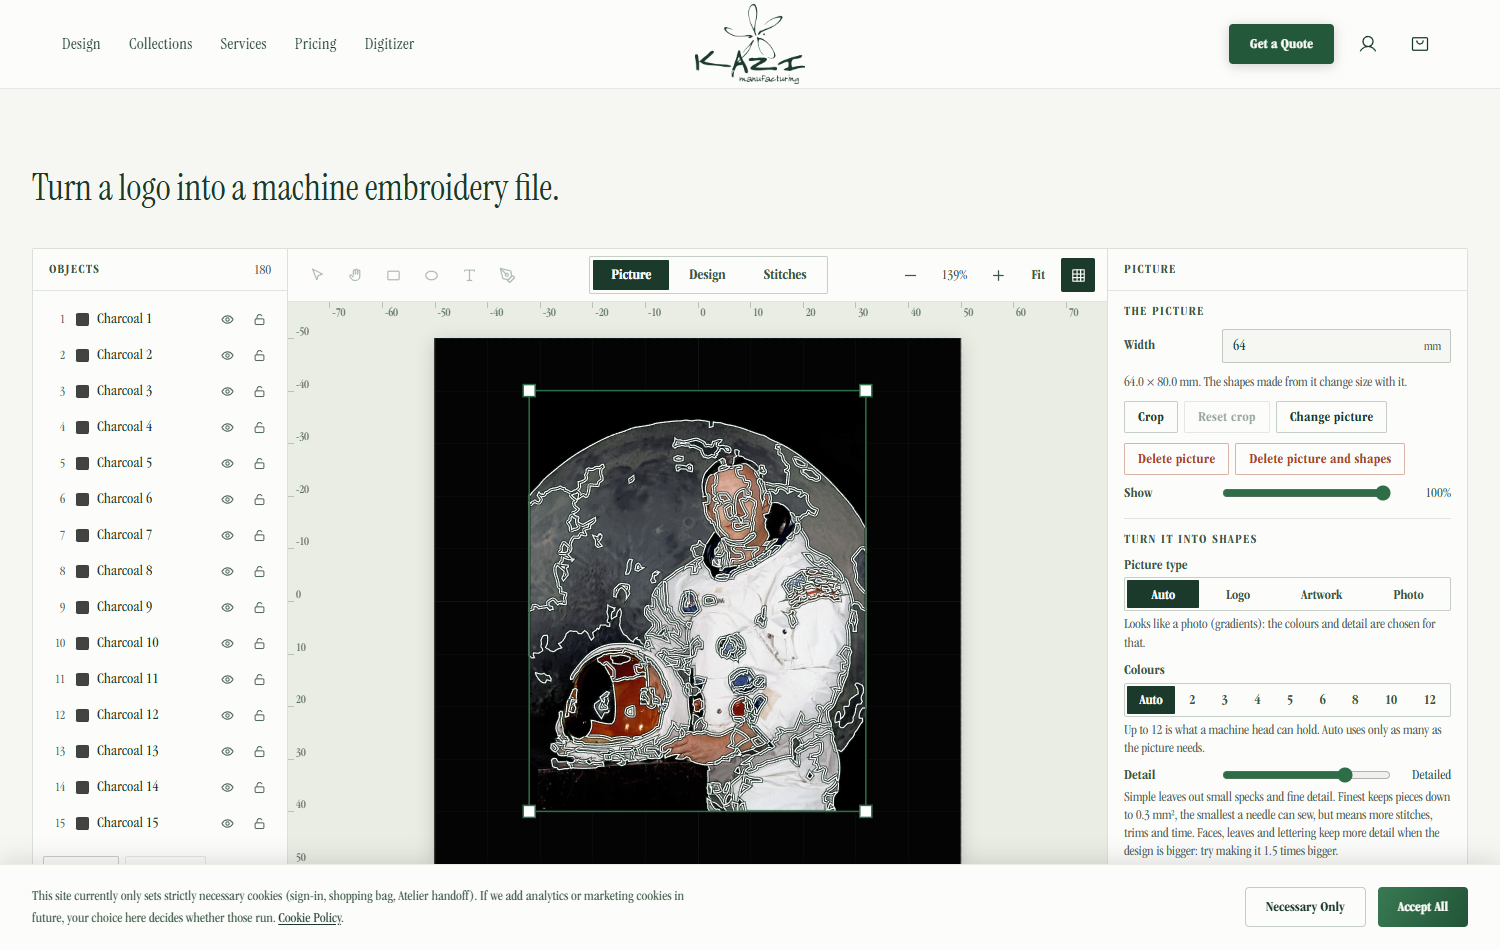 Design Collections Services Pricing Digitizer
KAZI
manufacturing
Get a Quote
Turn a logo into a machine embroidery file.
OBJECTS 180
1 Charcoal 1
2 Charcoal 2
3 Charcoal 3
4 Charcoal 4
5 Charcoal 5
6 Charcoal 6
7 Charcoal 7
8 Charcoal 8
9 Charcoal 9
10 Charcoal 10
11 Charcoal 11
12 Charcoal 12
13 Charcoal 13
14 Charcoal 14
15 Charcoal 15
Picture Design Stitches
139% Fit
-70 -60 -50 -40 -30 -20 -10 0 10 20 30 40 50 60 70
-50
-40
-30
-20
-10
0
10
20
30
40
50
PICTURE
THE PICTURE
Width 64 mm
64.0 × 80.0 mm. The shapes made from it change size with it.
Crop Reset crop Change picture
Delete picture Delete picture and shapes
Show 100%
TURN IT INTO SHAPES
Picture type
Auto Logo Artwork Photo
Looks like a photo (gradients): the colours and detail are chosen for
that.
Colours
Auto 2 3 4 5 6 8 10 12
Up to 12 is what a machine head can hold. Auto uses only as many as
the picture needs.
Detail Detailed
Simple leaves out small specks and fine detail. Finest keeps pieces down
to 0.3 mm², the smallest a needle can sew, but means more stitches,
trims and time. Faces, leaves and lettering keep more detail when the
design is bigger: try making it 1.5 times bigger.
This site currently only sets strictly necessary cookies (sign-in, shopping bag, Atelier handoff). If we add analytics or marketing cookies in
future, your choice here decides whether those run. Cookie Policy.
Necessary Only Accept All